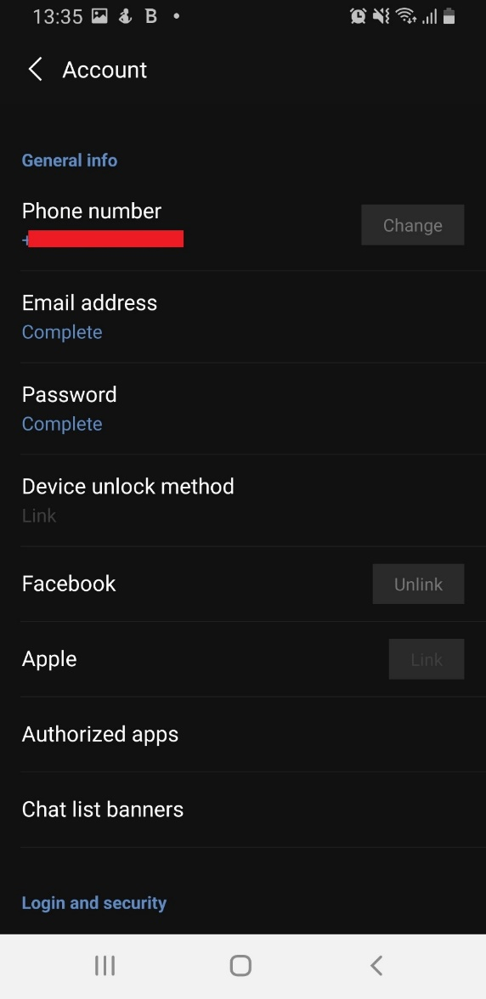 13:35
Account
General info
Phone number
+
Change
Email address
Complete
Password
Complete
Device unlock method
Link
Facebook
Unlink
Apple
Link
Authorized apps
Chat list banners
Login and security